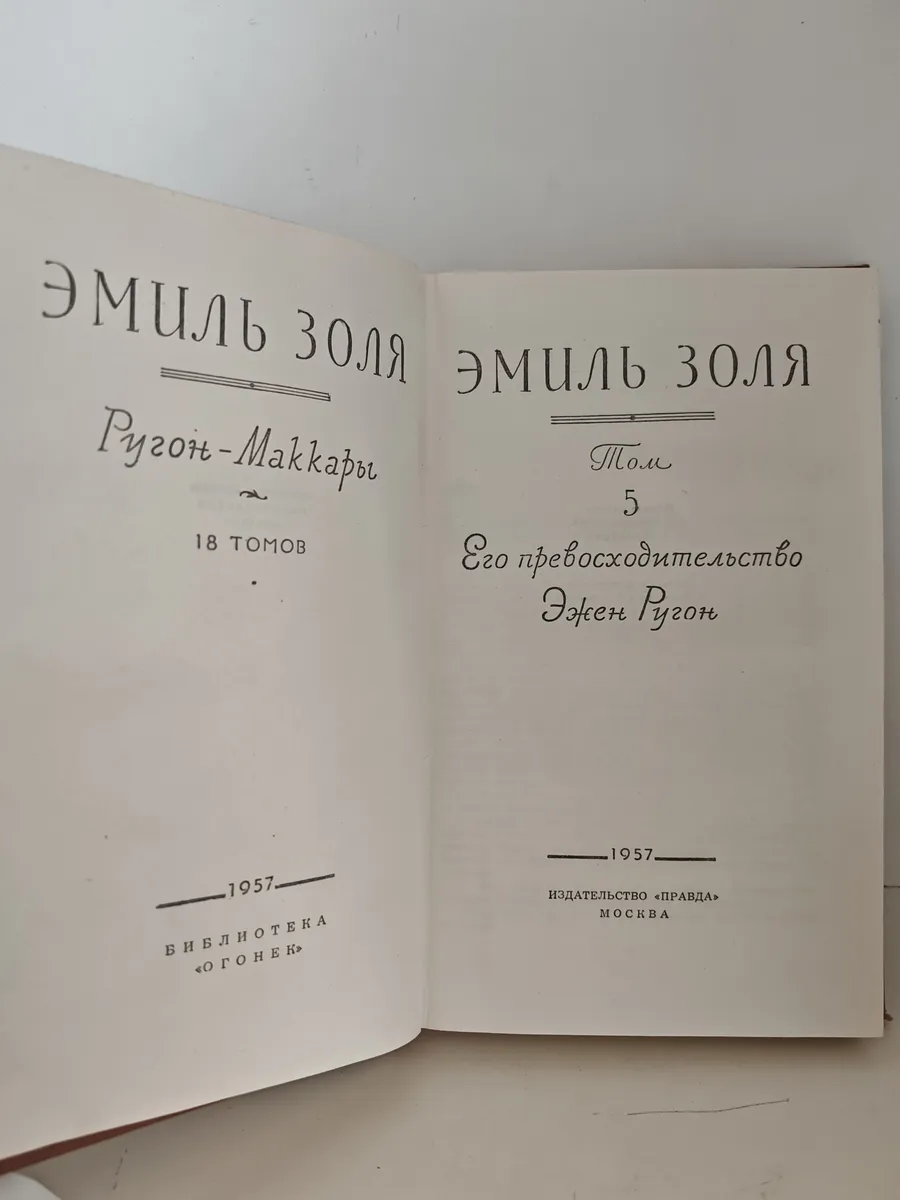 ЭМИЛЬ ЗОЛЯ
Ругон-Маккары
18 ТОМОВ
1957
БИБЛИОТЕКА
«ОГОНЕК»
ЭМИЛЬ ЗОЛЯ
Том
5
Его превосходительство
Эжен Ругон
1957
ИЗДАТЕЛЬСТВО «ПРАВДА»
МОСКВА